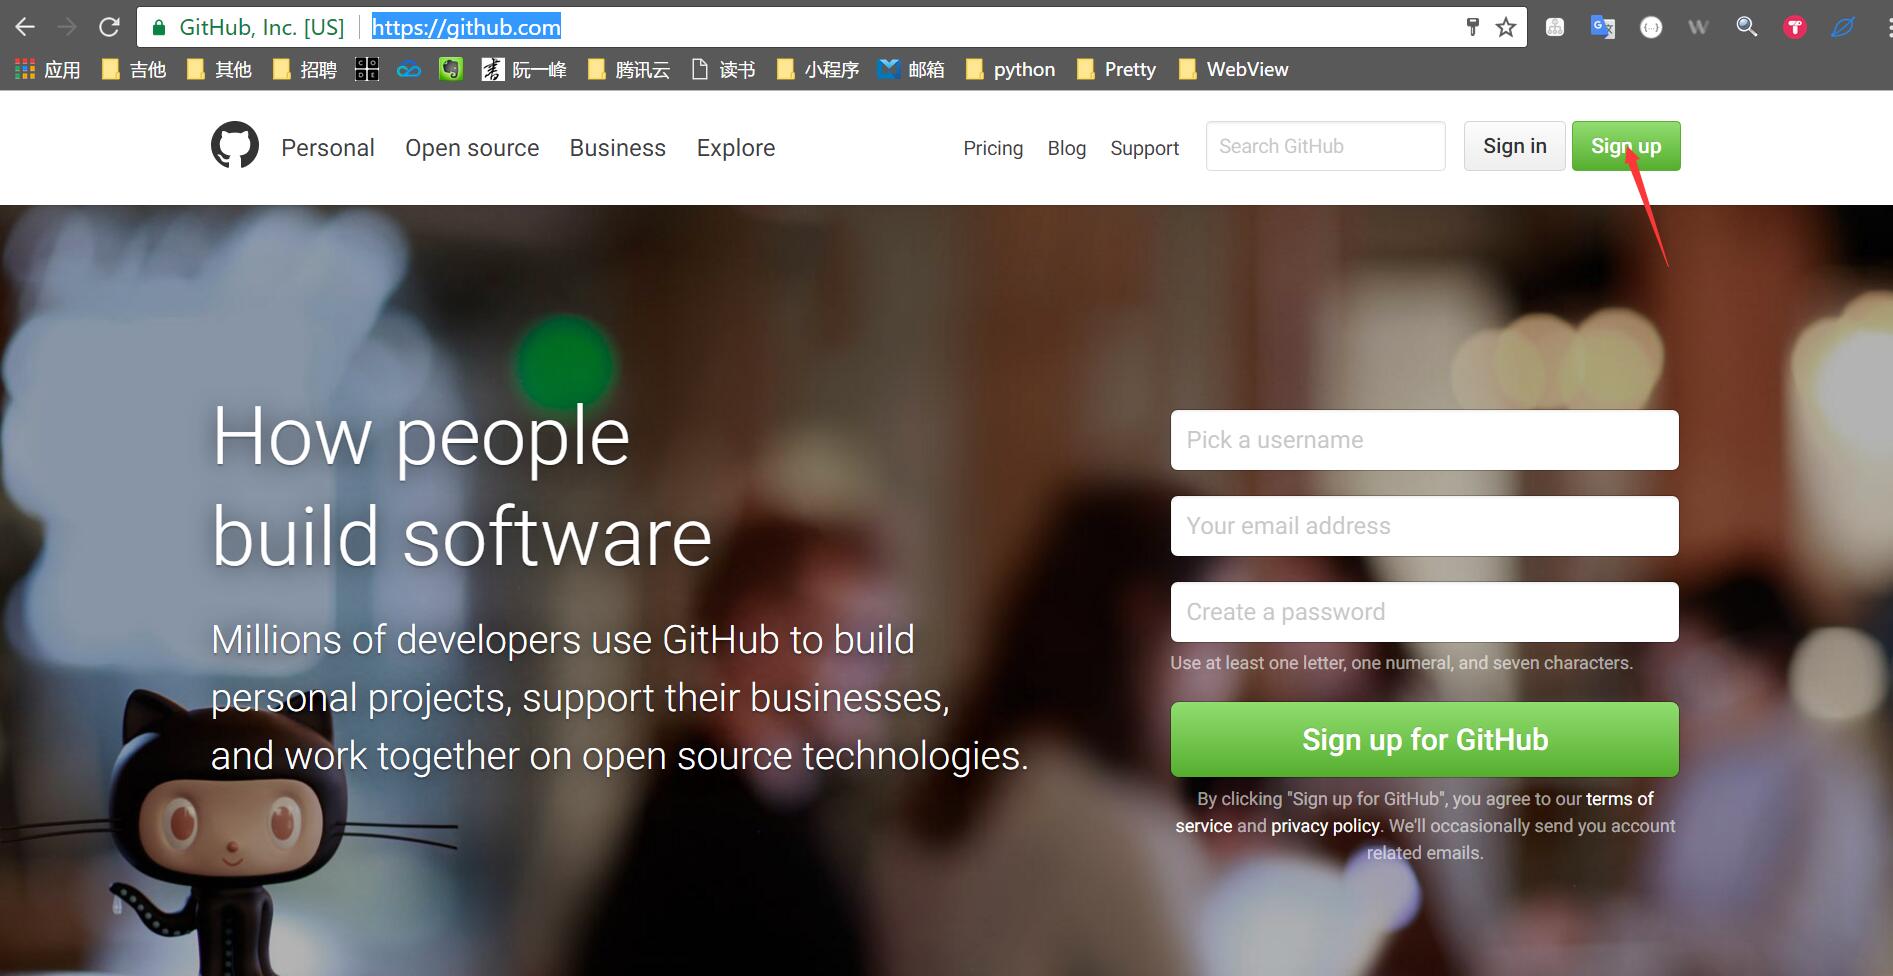 GitHub, Inc. [US] https://github.com
应用 吉他 其他 招聘 CODE 阮一峰 腾讯云 读书 小程序 邮箱 python Pretty WebView
Personal Open source Business Explore Pricing Blog Support Search GitHub Sign in Sign up
How people
build software
Millions of developers use GitHub to build
personal projects, support their businesses,
and work together on open source technologies.
Pick a username
Your email address
Create a password
Use at least one letter, one numeral, and seven characters.
Sign up for GitHub
By clicking "Sign up for GitHub", you agree to our terms of
service and privacy policy. We'll occasionally send you account
related emails.